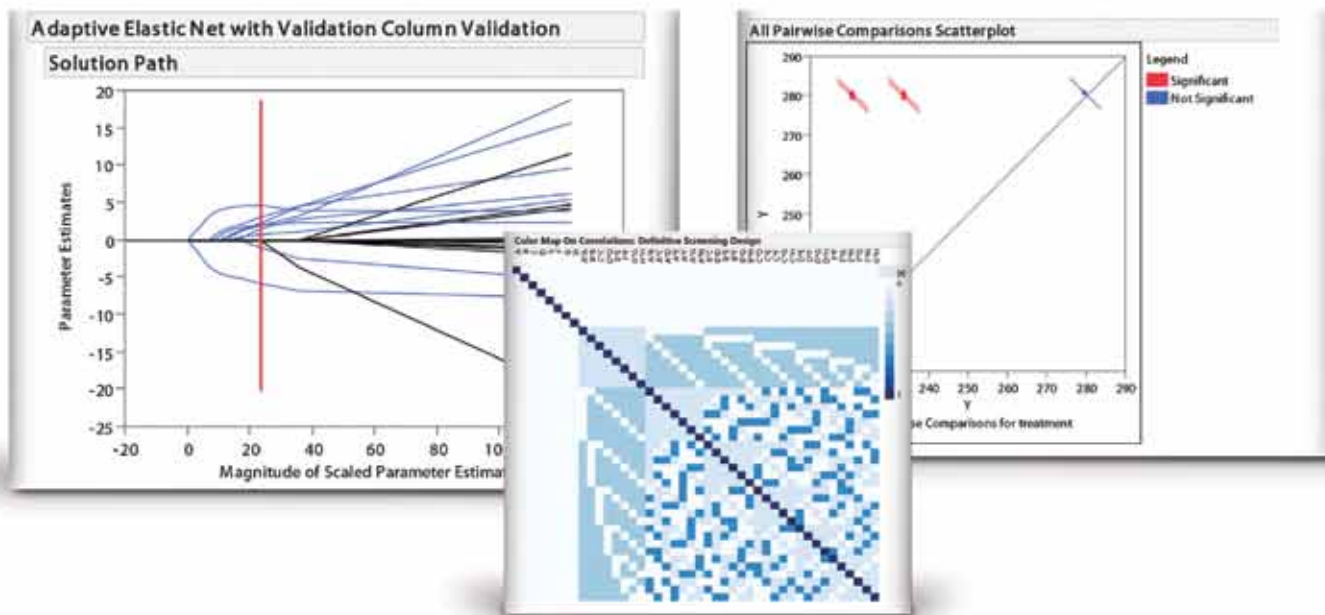 Adaptive Elastic Net with Validation Column Validation
Solution Path
20
15
10
5
0
-5
-10
-15
-20
-25
Parameter Estimates
-20 0 20 40 60 80
Magnitude of Scaled Parameter
All Pairwise Comparisons Scatterplot
290
280
270
260
250
Y
240 250 260 270 280 290
Y
Comparisons for treatment
Legend
Significant
Not Significant
Color Map On Correlations: Definitive Screening Design